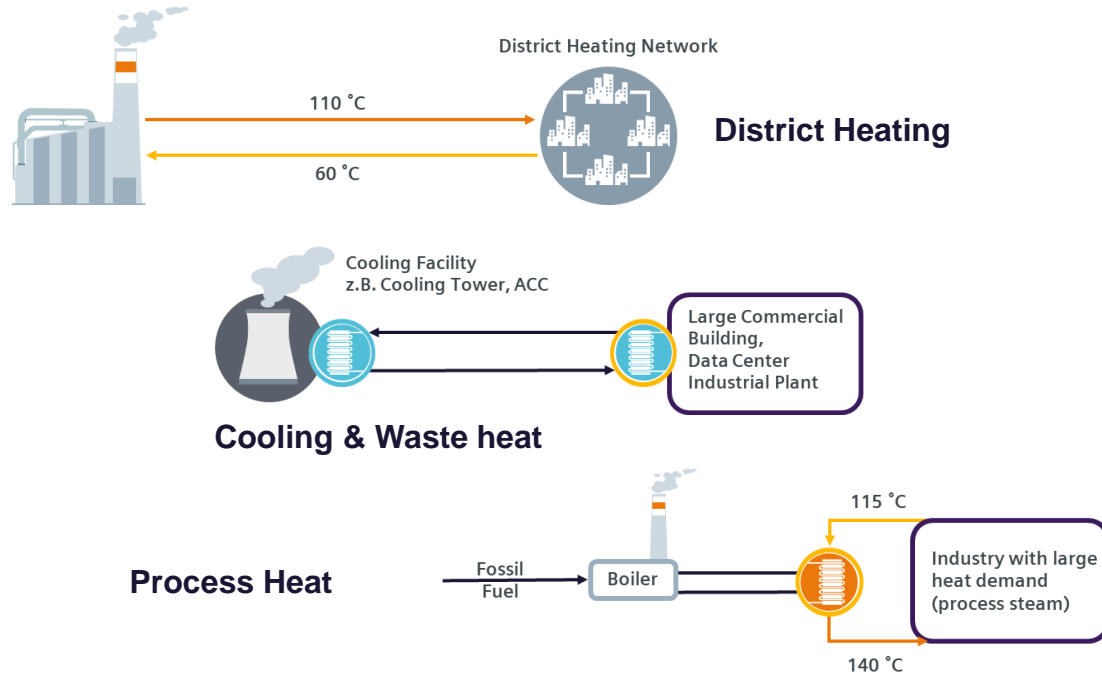 District Heating Network
110 ˚C
District Heating
60 ˚C
Cooling Facility
z.B. Cooling Tower, ACC
Large Commercial
Building,
Data Center
Industrial Plant
Cooling & Waste heat
115 ˚C
Process Heat
Fossil
Fuel
Boiler
Industry with large
heat demand
(process steam)
140 ˚C